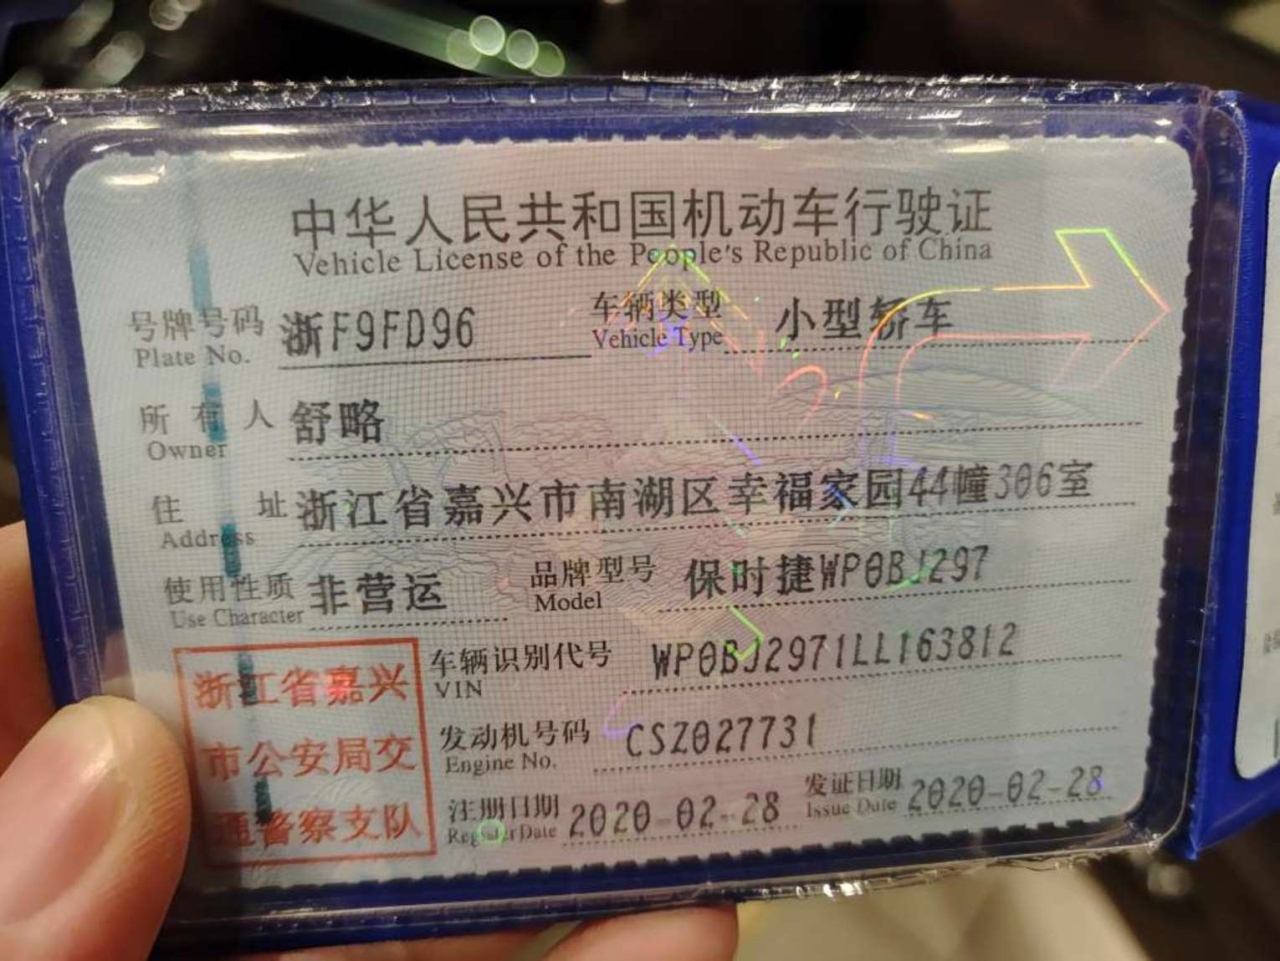 中华人民共和国机动车行驶证
Vehicle License of the People's Republic of China
号牌号码 浙F9FD96 车辆类型 小型轿车
Plate No. Vehicle Type
所有人 舒略
Owner
住址 浙江省嘉兴市南湖区幸福家园44幢306室
Address
使用性质 非营运 品牌型号 保时捷WP0BJ297
Use Character Model
车辆识别代号 WP0BJ2971LL163812
VIN
发动机号码 CSZ027731
Engine No.
注册日期 2020-02-28 发证日期 2020-02-28
Register Date Issue Date
浙江省嘉兴
市公安局交
通警察支队